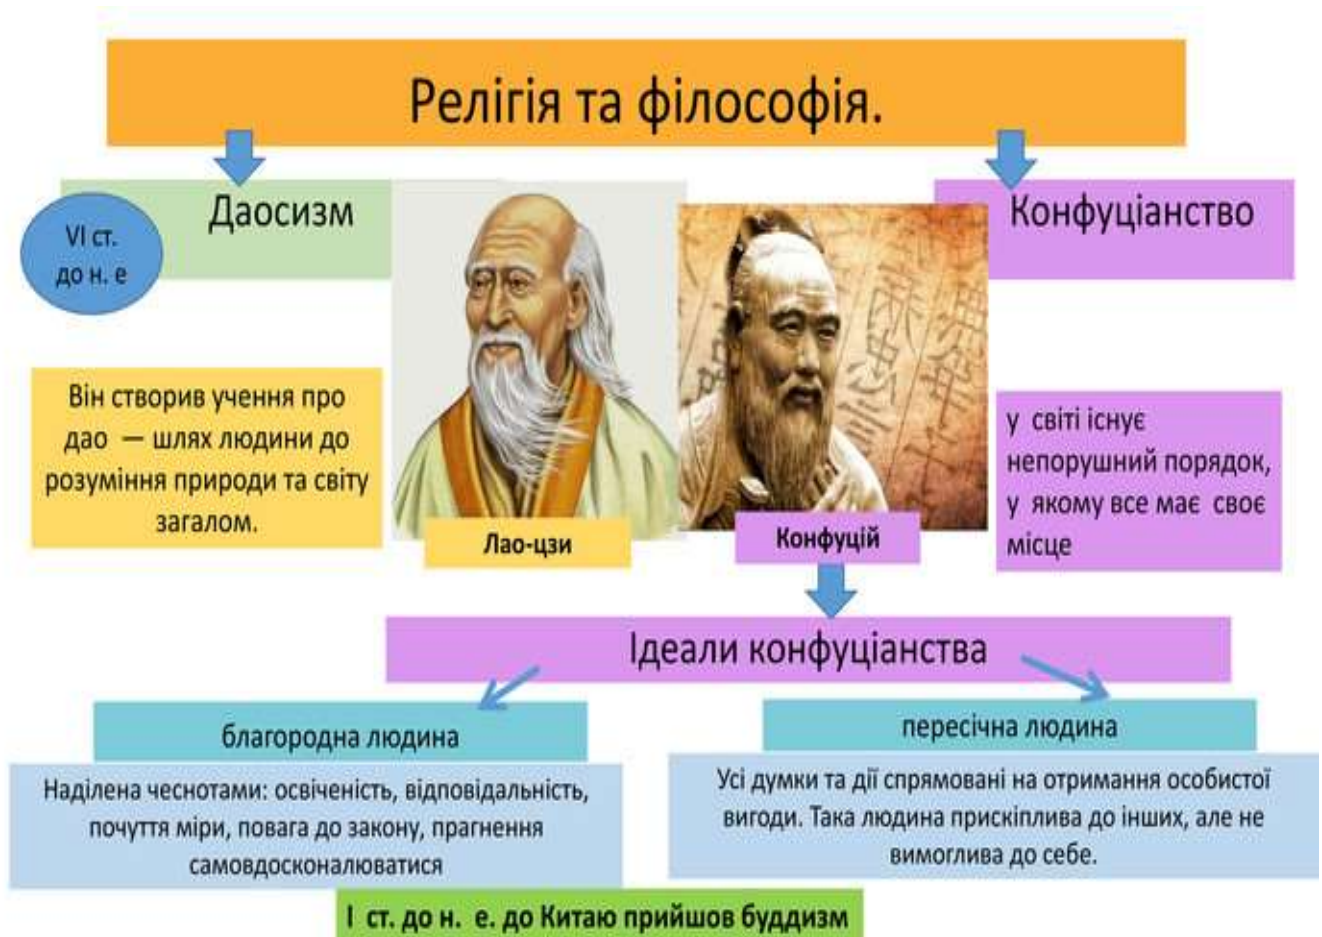 Релігія та філософія.
Даосизм
Конфуціанство
VI ст.
до н. е
Він створив учення про
дао — шлях людини до
розуміння природи та світу
загалом.
Лао-цзи
Конфуцій
у світі існує
непорушний порядок,
у якому все має своє
місце
Ідеали конфуціанства
благородна людина
Наділена чеснотами: освіченість, відповідальність,
почуття міри, повага до закону, прагнення
самовдосконалюватися
пересічна людина
Усі думки та дії спрямовані на отримання особистої
вигоди. Така людина прискіплива до інших, але не
вимоглива до себе.
І ст. до н. е. до Китаю прийшов буддизм